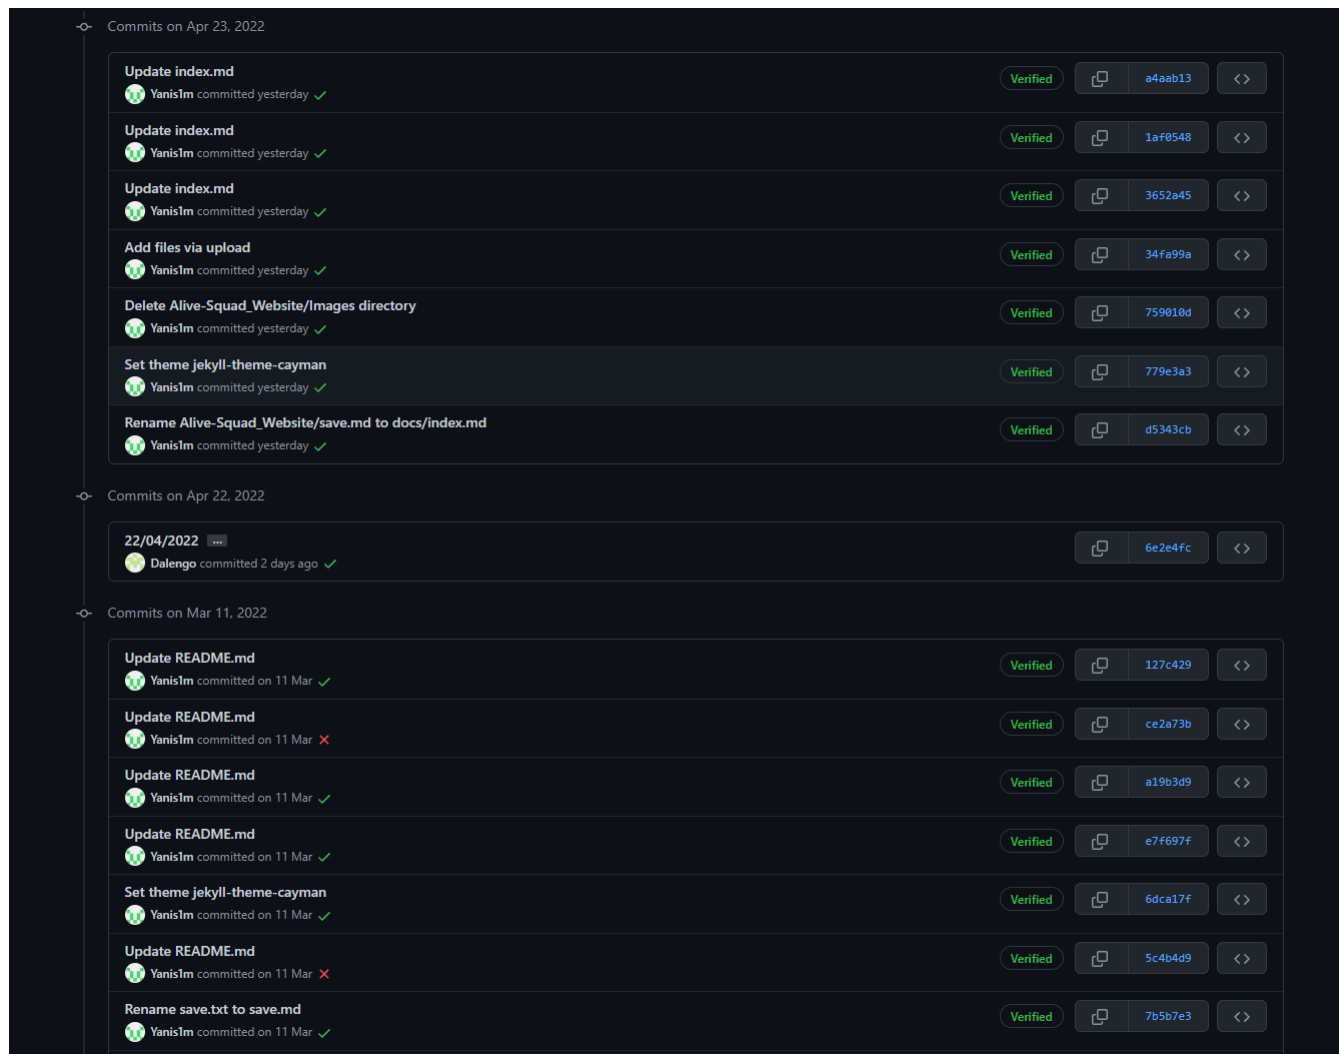 Commits on Apr 23, 2022
Update index.md
Verified
a4aab13
Yanis1m committed yesterday
Update index.md
Verified
1af0548
Yanis1m committed yesterday
Update index.md
Verified
3652a45
Yanis1m committed yesterday
Add files via upload
Verified
34fa99a
Yanis1m committed yesterday
Delete Alive-Squad_Website/Images directory
Verified
759010d
Yanis1m committed yesterday
Set theme jekyll-theme-cayman
Verified
779e3a3
Yanis1m committed yesterday
Rename Alive-Squad_Website/save.md to docs/index.md
Verified
d5343cb
Yanis1m committed yesterday
Commits on Apr 22, 2022
22/04/2022 ...
6e2e4fc
Dalengo committed 2 days ago
Commits on Mar 11, 2022
Update README.md
Verified
127c429
Yanis1m committed on 11 Mar
Update README.md
Verified
ce2a73b
Yanis1m committed on 11 Mar
Update README.md
Verified
a19b3d9
Yanis1m committed on 11 Mar
Update README.md
Verified
e7f697f
Yanis1m committed on 11 Mar
Set theme jekyll-theme-cayman
Verified
6dca17f
Yanis1m committed on 11 Mar
Update README.md
Verified
5c4b4d9
Yanis1m committed on 11 Mar
Rename save.txt to save.md
Verified
7b5b7e3
Yanis1m committed on 11 Mar